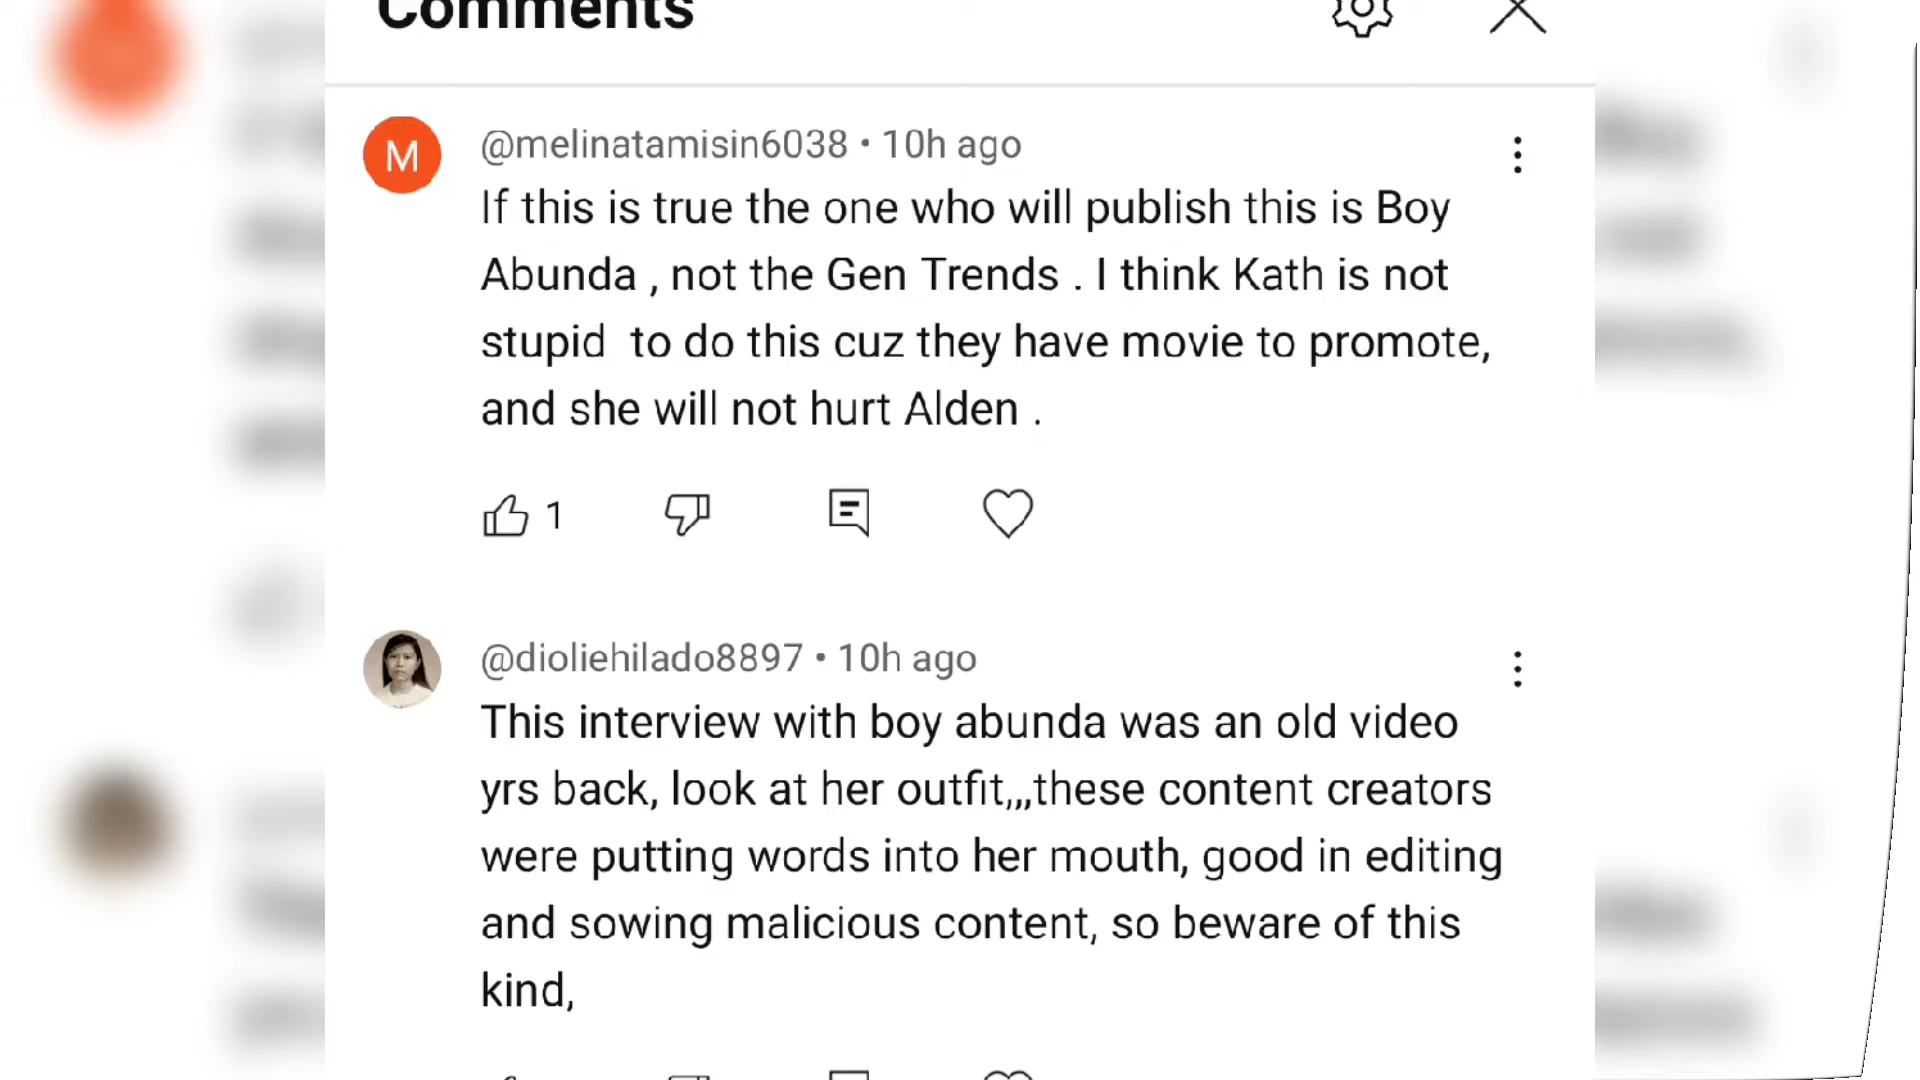 Comments
@melinatamisin6038 • 10h ago
M
If this is true the one who will publish this is Boy
Abunda , not the Gen Trends . I think Kath is not
stupid  to do this cuz they have movie to promote,
and she will not hurt Alden .
1
@dioliehilado8897 • 10h ago
This interview with boy abunda was an old video
yrs back, look at her outfit,,,these content creators
were putting words into her mouth, good in editing
and sowing malicious content, so beware of this
kind,